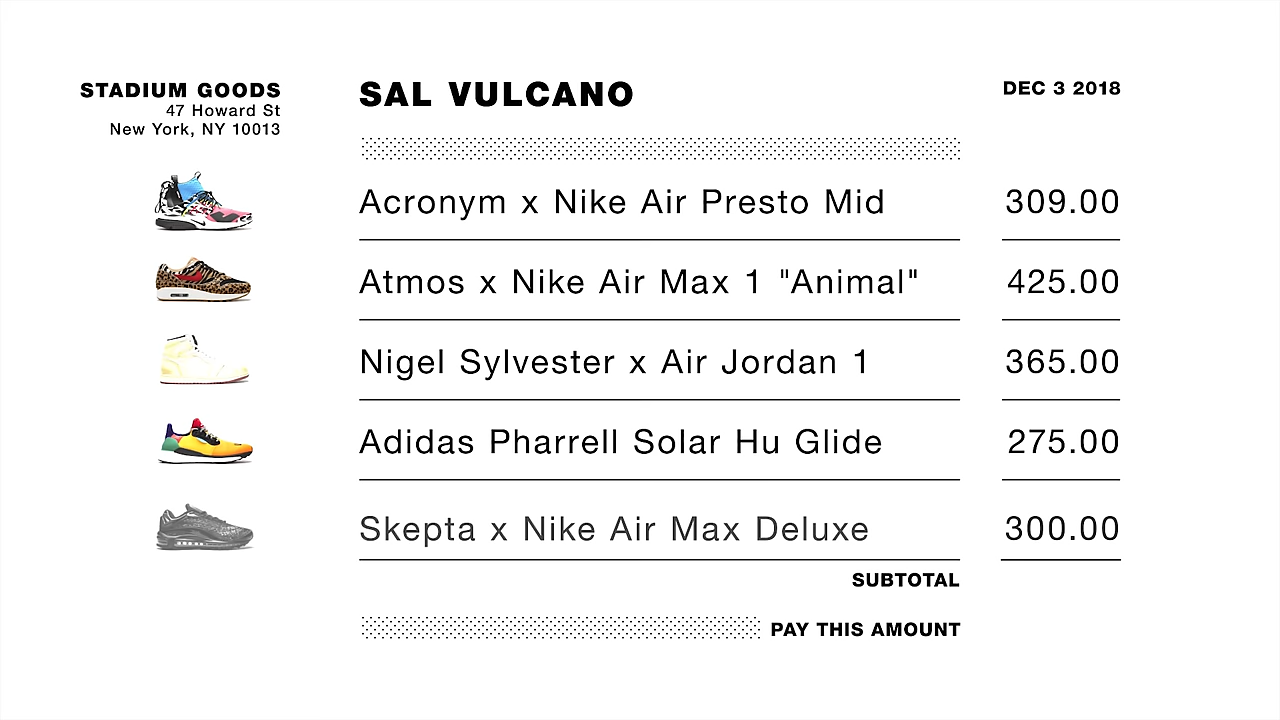 STADIUM GOODS
47 Howard St
New York, NY 10013
SAL VULCANO
DEC 3 2018
Acronym x Nike Air Presto Mid 309.00
Atmos x Nike Air Max 1 "Animal" 425.00
Nigel Sylvester x Air Jordan 1 365.00
Adidas Pharrell Solar Hu Glide 275.00
Skepta x Nike Air Max Deluxe 300.00
SUBTOTAL
PAY THIS AMOUNT